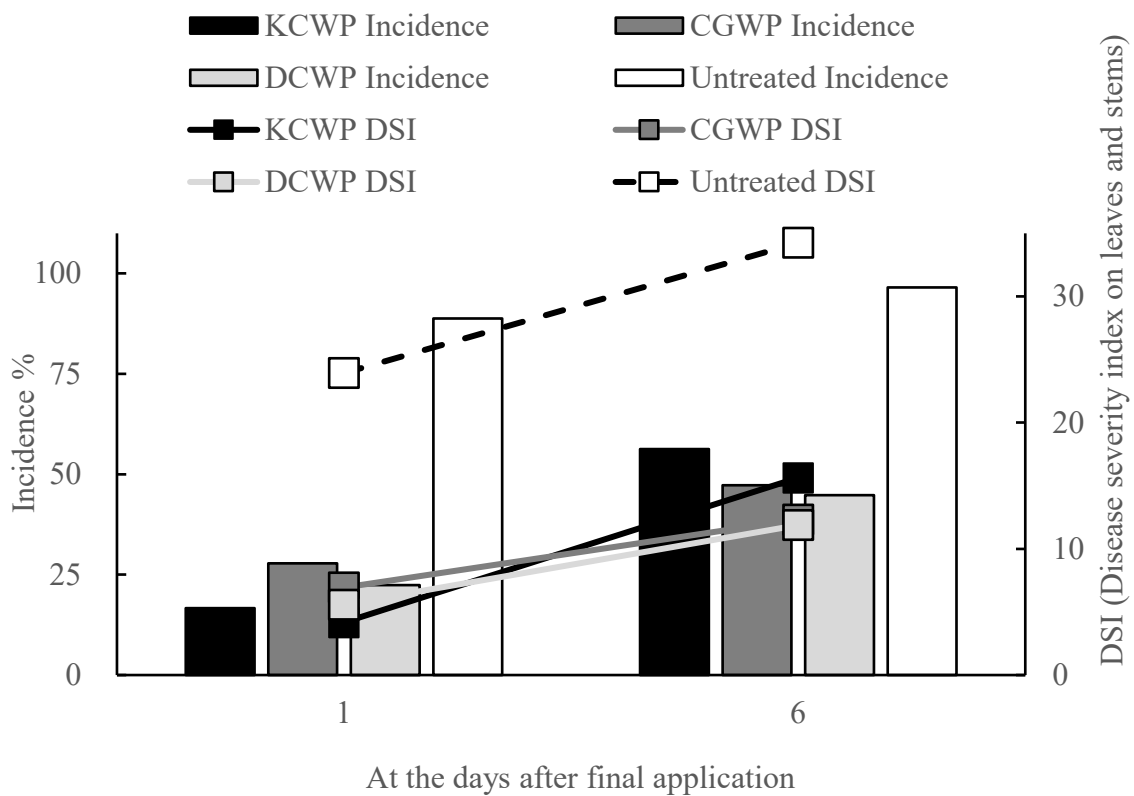 KCWP Incidence
CGWP Incidence
DCWP Incidence
Untreated Incidence
KCWP DSI
CGWP DSI
DCWP DSI
Untreated DSI
Incidence %
100
75
50
25
0
30
20
10
0
DSI (Disease severity index on leaves and stems)
1
6
At the days after final application